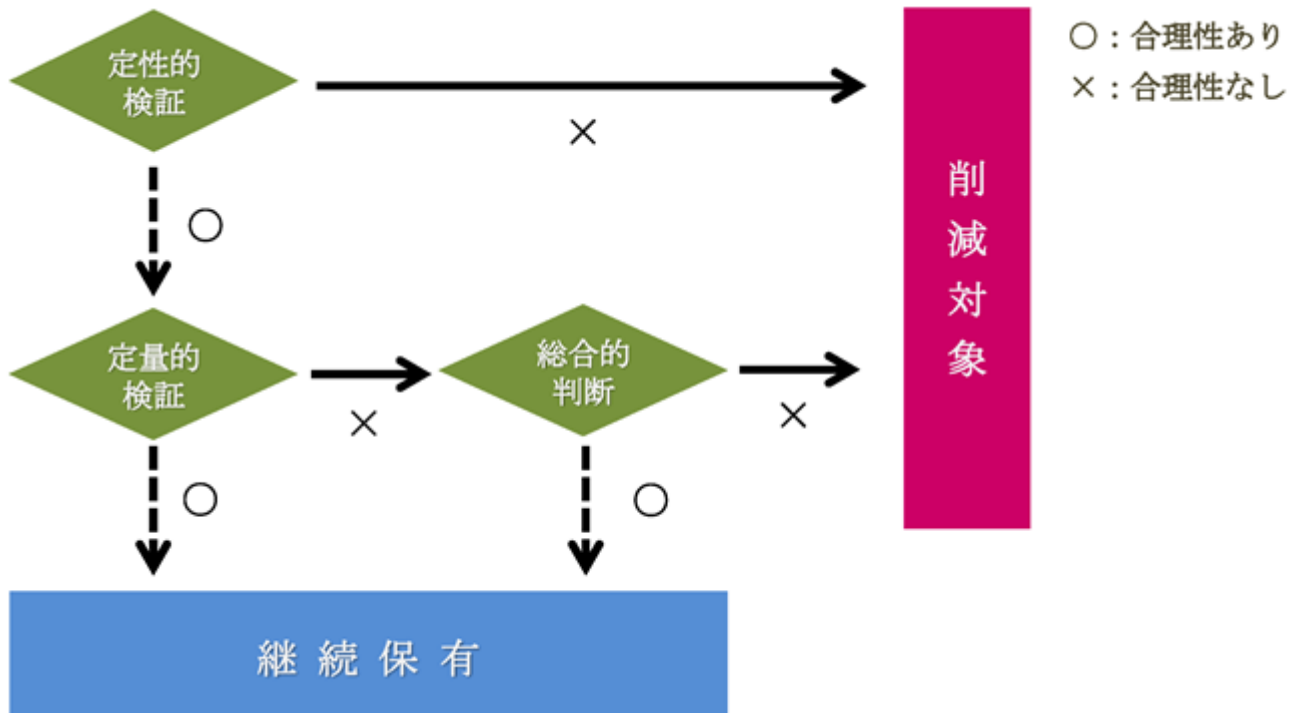 定性的
検証
○：合理性あり
×：合理性なし
×
○
削減対象
定量的
検証
×
総合的
判断
×
○
○
継続保有